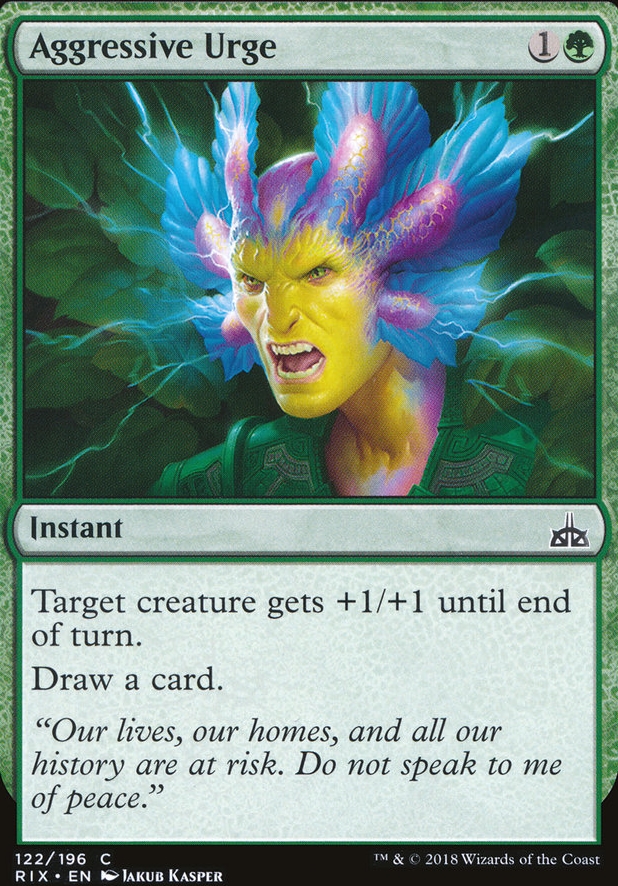 Aggressive Urge 1
Instant
Target creature gets +1/+1 until end
of turn.
Draw a card.
“Our lives, our homes, and all our
history are at risk. Do not speak to me
of peace.”
122/196 C
RIX • EN Jakub Kasper
™ & © 2018 Wizards of the Coast